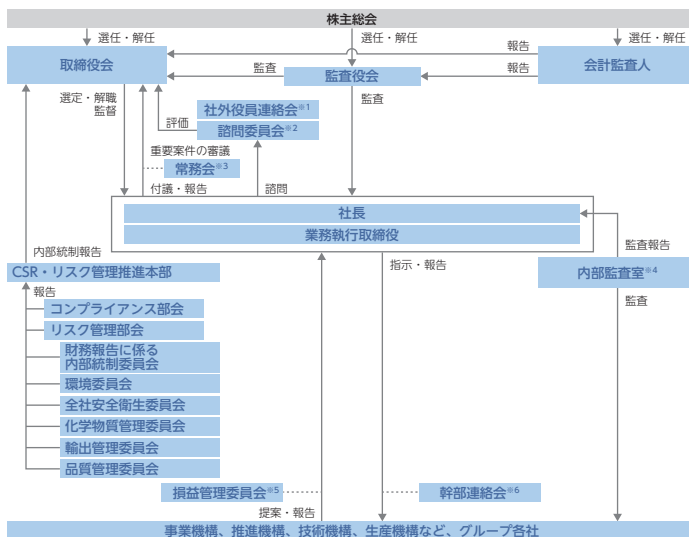 株主総会
選任・解任
選任・解任
選任・解任
取締役会
報告
会計監査人
監査
監査役会
報告
選定・解職
監督
監査
社外役員連絡会※1
評価
諮問委員会※2
重要案件の審議
常務会※3
付議・報告
諮問
社長
業務執行取締役
内部統制報告
CSR・リスク管理推進本部
指示・報告
監査報告
内部監査室※4
監査
報告
コンプライアンス部会
リスク管理部会
財務報告に係る
内部統制委員会
環境委員会
全社安全衛生委員会
化学物質管理委員会
輸出管理委員会
品質管理委員会
損益管理委員会※5
幹部連絡会※6
提案・報告
事業機構、推進機構、技術機構、生産機構など、グループ各社